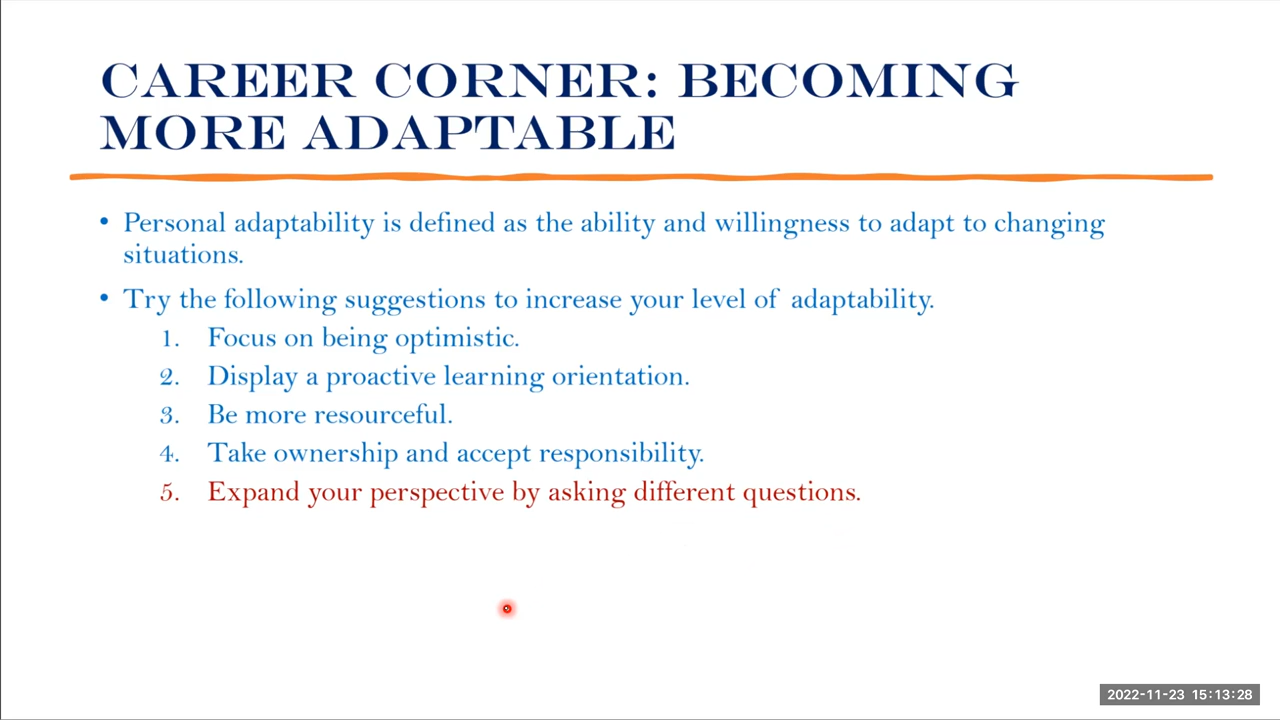 CAREER CORNER: BECOMING
MORE ADAPTABLE
• Personal adaptability is defined as the ability and willingness to adapt to changing
situations.
• Try the following suggestions to increase your level of adaptability.
1. Focus on being optimistic.
2. Display a proactive learning orientation.
3. Be more resourceful.
4. Take ownership and accept responsibility.
5. Expand your perspective by asking different questions.
2022-11-23 15:13:28